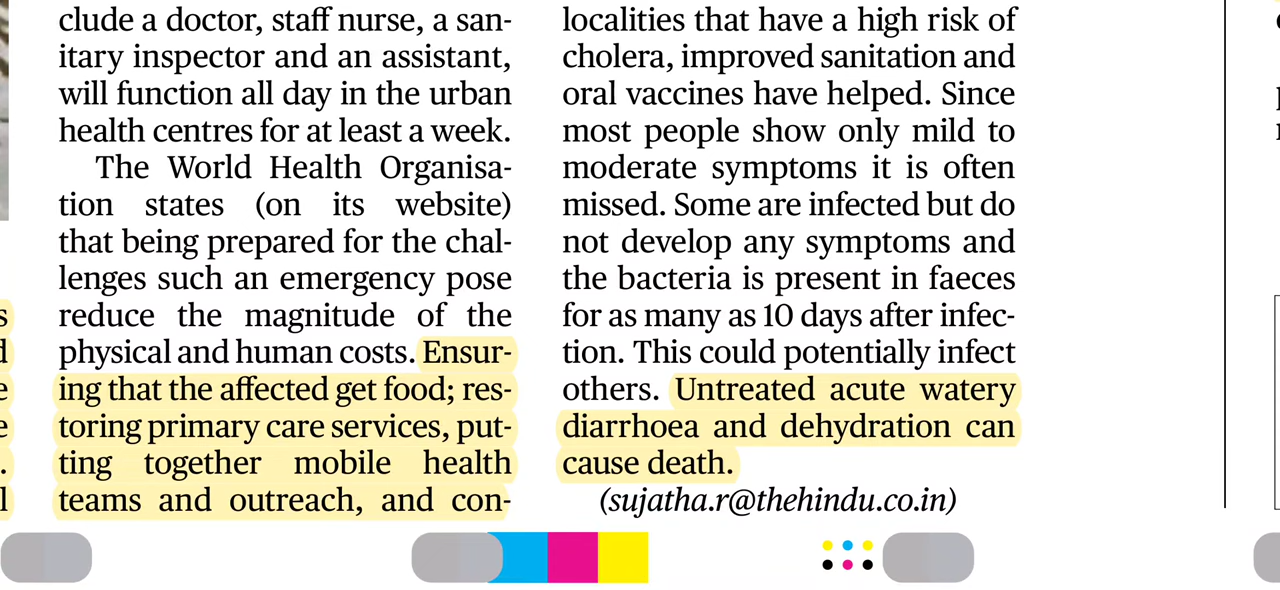 clude a doctor, staff nurse, a san-
itary inspector and an assistant,
will function all day in the urban
health centres for at least a week.
The World Health Organisa-
tion states (on its website)
that being prepared for the chal-
lenges such an emergency pose
reduce the magnitude of the
physical and human costs. Ensur-
ing that the affected get food; res-
toring primary care services, put-
ting together mobile health
teams and outreach, and con-
localities that have a high risk of
cholera, improved sanitation and
oral vaccines have helped. Since
most people show only mild to
moderate symptoms it is often
missed. Some are infected but do
not develop any symptoms and
the bacteria is present in faeces
for as many as 10 days after infec-
tion. This could potentially infect
others. Untreated acute watery
diarrhoea and dehydration can
cause death.
(sujatha.r@thehindu.co.in)